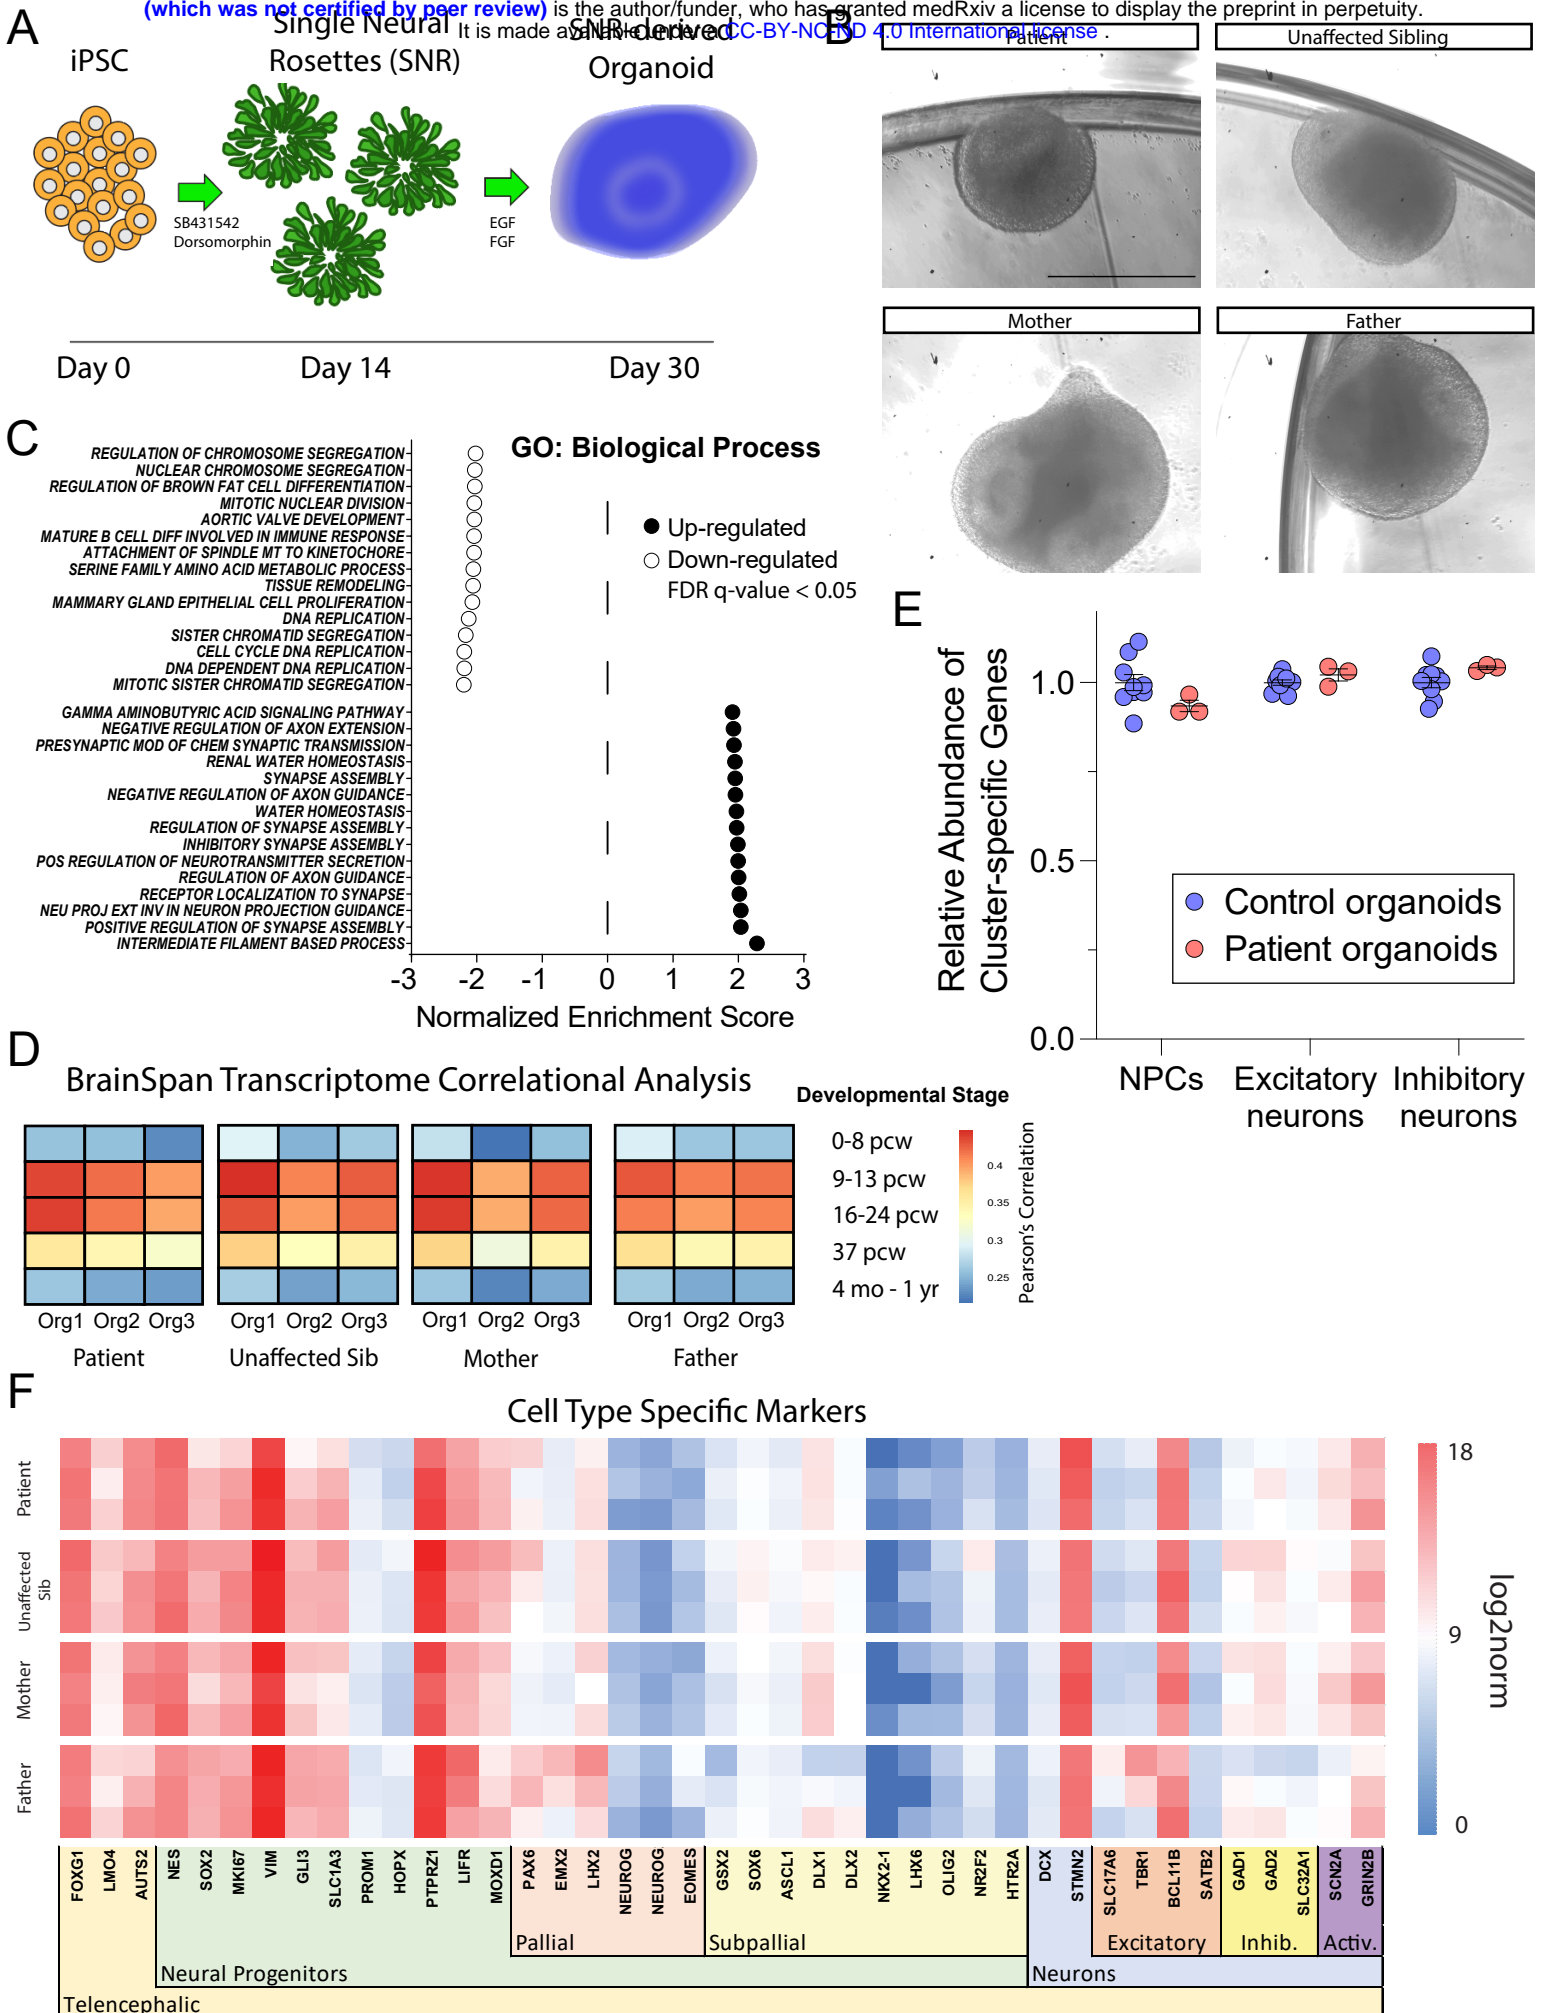 (which was not certified by peer review) is the author/funder, who has granted medRxiv a license to display the preprint in perpetuity.
It is made available under a CC-BY-NC-ND 4.0 International license .
A
iPSC
Single Neural
Rosettes (SNR)
SNR-derived
Organoid
SB431542
Dorsomorphin
EGF
FGF
Day 0
Day 14
Day 30
B
Patient
Unaffected Sibling
Mother
Father
C
GO: Biological Process
Up-regulated
Down-regulated
FDR q-value < 0.05
REGULATION OF CHROMOSOME SEGREGATION
NUCLEAR CHROMOSOME SEGREGATION
REGULATION OF BROWN FAT CELL DIFFERENTIATION
MITOTIC NUCLEAR DIVISION
AORTIC VALVE DEVELOPMENT
MATURE B CELL DIFF INVOLVED IN IMMUNE RESPONSE
ATTACHMENT OF SPINDLE MT TO KINETOCHORE
SERINE FAMILY AMINO ACID METABOLIC PROCESS
TISSUE REMODELING
MAMMARY GLAND EPITHELIAL CELL PROLIFERATION
DNA REPLICATION
SISTER CHROMATID SEGREGATION
CELL CYCLE DNA REPLICATION
DNA DEPENDENT DNA REPLICATION
MITOTIC SISTER CHROMATID SEGREGATION
GAMMA AMINOBUTYRIC ACID SIGNALING PATHWAY
NEGATIVE REGULATION OF AXON EXTENSION
PRESYNAPTIC MOD OF CHEM SYNAPTIC TRANSMISSION
RENAL WATER HOMEOSTASIS
SYNAPSE ASSEMBLY
NEGATIVE REGULATION OF AXON GUIDANCE
WATER HOMEOSTASIS
REGULATION OF SYNAPSE ASSEMBLY
INHIBITORY SYNAPSE ASSEMBLY
POS REGULATION OF NEUROTRANSMITTER SECRETION
REGULATION OF AXON GUIDANCE
RECEPTOR LOCALIZATION TO SYNAPSE
NEU PROJ EXT INV IN NEURON PROJECTION GUIDANCE
POSITIVE REGULATION OF SYNAPSE ASSEMBLY
INTERMEDIATE FILAMENT BASED PROCESS
-3 -2 -1 0 1 2 3
Normalized Enrichment Score
E
Relative Abundance of
Cluster-specific Genes
1.0
0.5
0.0
Control organoids
Patient organoids
NPCs
Excitatory
neurons
Inhibitory
neurons
D
BrainSpan Transcriptome Correlational Analysis
Developmental Stage
0-8 pcw
9-13 pcw
16-24 pcw
37 pcw
4 mo - 1 yr
0.4
0.35
0.3
0.25
Pearson's Correlation
Org1 Org2 Org3
Patient
Org1 Org2 Org3
Unaffected Sib
Org1 Org2 Org3
Mother
Org1 Org2 Org3
Father
F
Cell Type Specific Markers
Patient
Unaffected
Sib
Mother
Father
18
9
0
log2norm
FOXG1
LMO4
AUTS2
NES
SOX2
MKI67
VIM
GLI3
SLC1A3
PROM1
HOPX
PTPRZ1
LIFR
MOXD1
PAX6
EMX2
LHX2
NEUROG
NEUROG
EOMES
GSX2
SOX6
ASCL1
DLX1
DLX2
NKX2-1
LHX6
OLIG2
NR2F2
HTR2A
DCX
STMN2
SLC17A6
TBR1
BCL11B
SATB2
GAD1
GAD2
SLC32A1
SCN2A
GRIN2B
Pallial
Subpallial
Excitatory
Inhib.
Activ.
Neural Progenitors
Neurons
Telencephalic